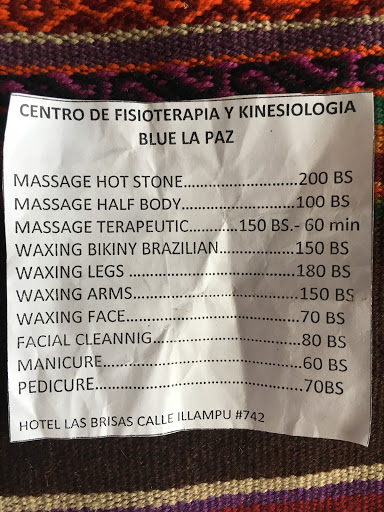 CENTRO DE FISIOTERAPIA Y KINESIOLOGIA
BLUE LA PAZ
MASSAGE HOT STONE.............................200 BS
MASSAGE HALF BODY.............................100 BS
MASSAGE TERAPEUTIC............150 BS.- 60 min
WAXING BIKINY BRAZILIAN...................150 BS
WAXING LEGS ......................................180 BS
WAXING ARMS.....................................150 BS
WAXING FACE......................................70 BS
FACIAL CLEANNIG.................................80 BS
MANICURE..........................................60 BS
PEDICURE...........................................70BS
HOTEL LAS BRISAS CALLE ILLAMPU #742